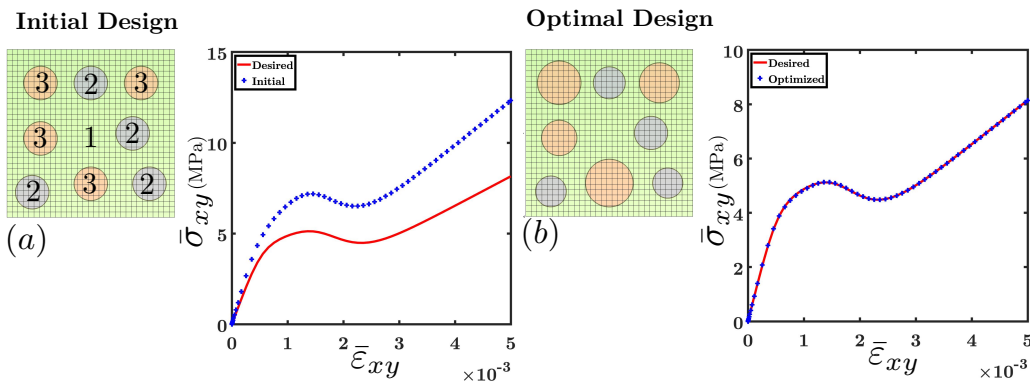 Initial Design
3 2 3
3 1 2
2 3 2
(a)
15
10
5
0
σ̄xy (MPa)
Desired
Initial
0 1 2 3 4 5
ε̄xy
×10⁻³
Optimal Design
(b)
10
8
6
4
2
0
σ̄xy (MPa)
Desired
Optimized
0 1 2 3 4 5
ε̄xy
×10⁻³